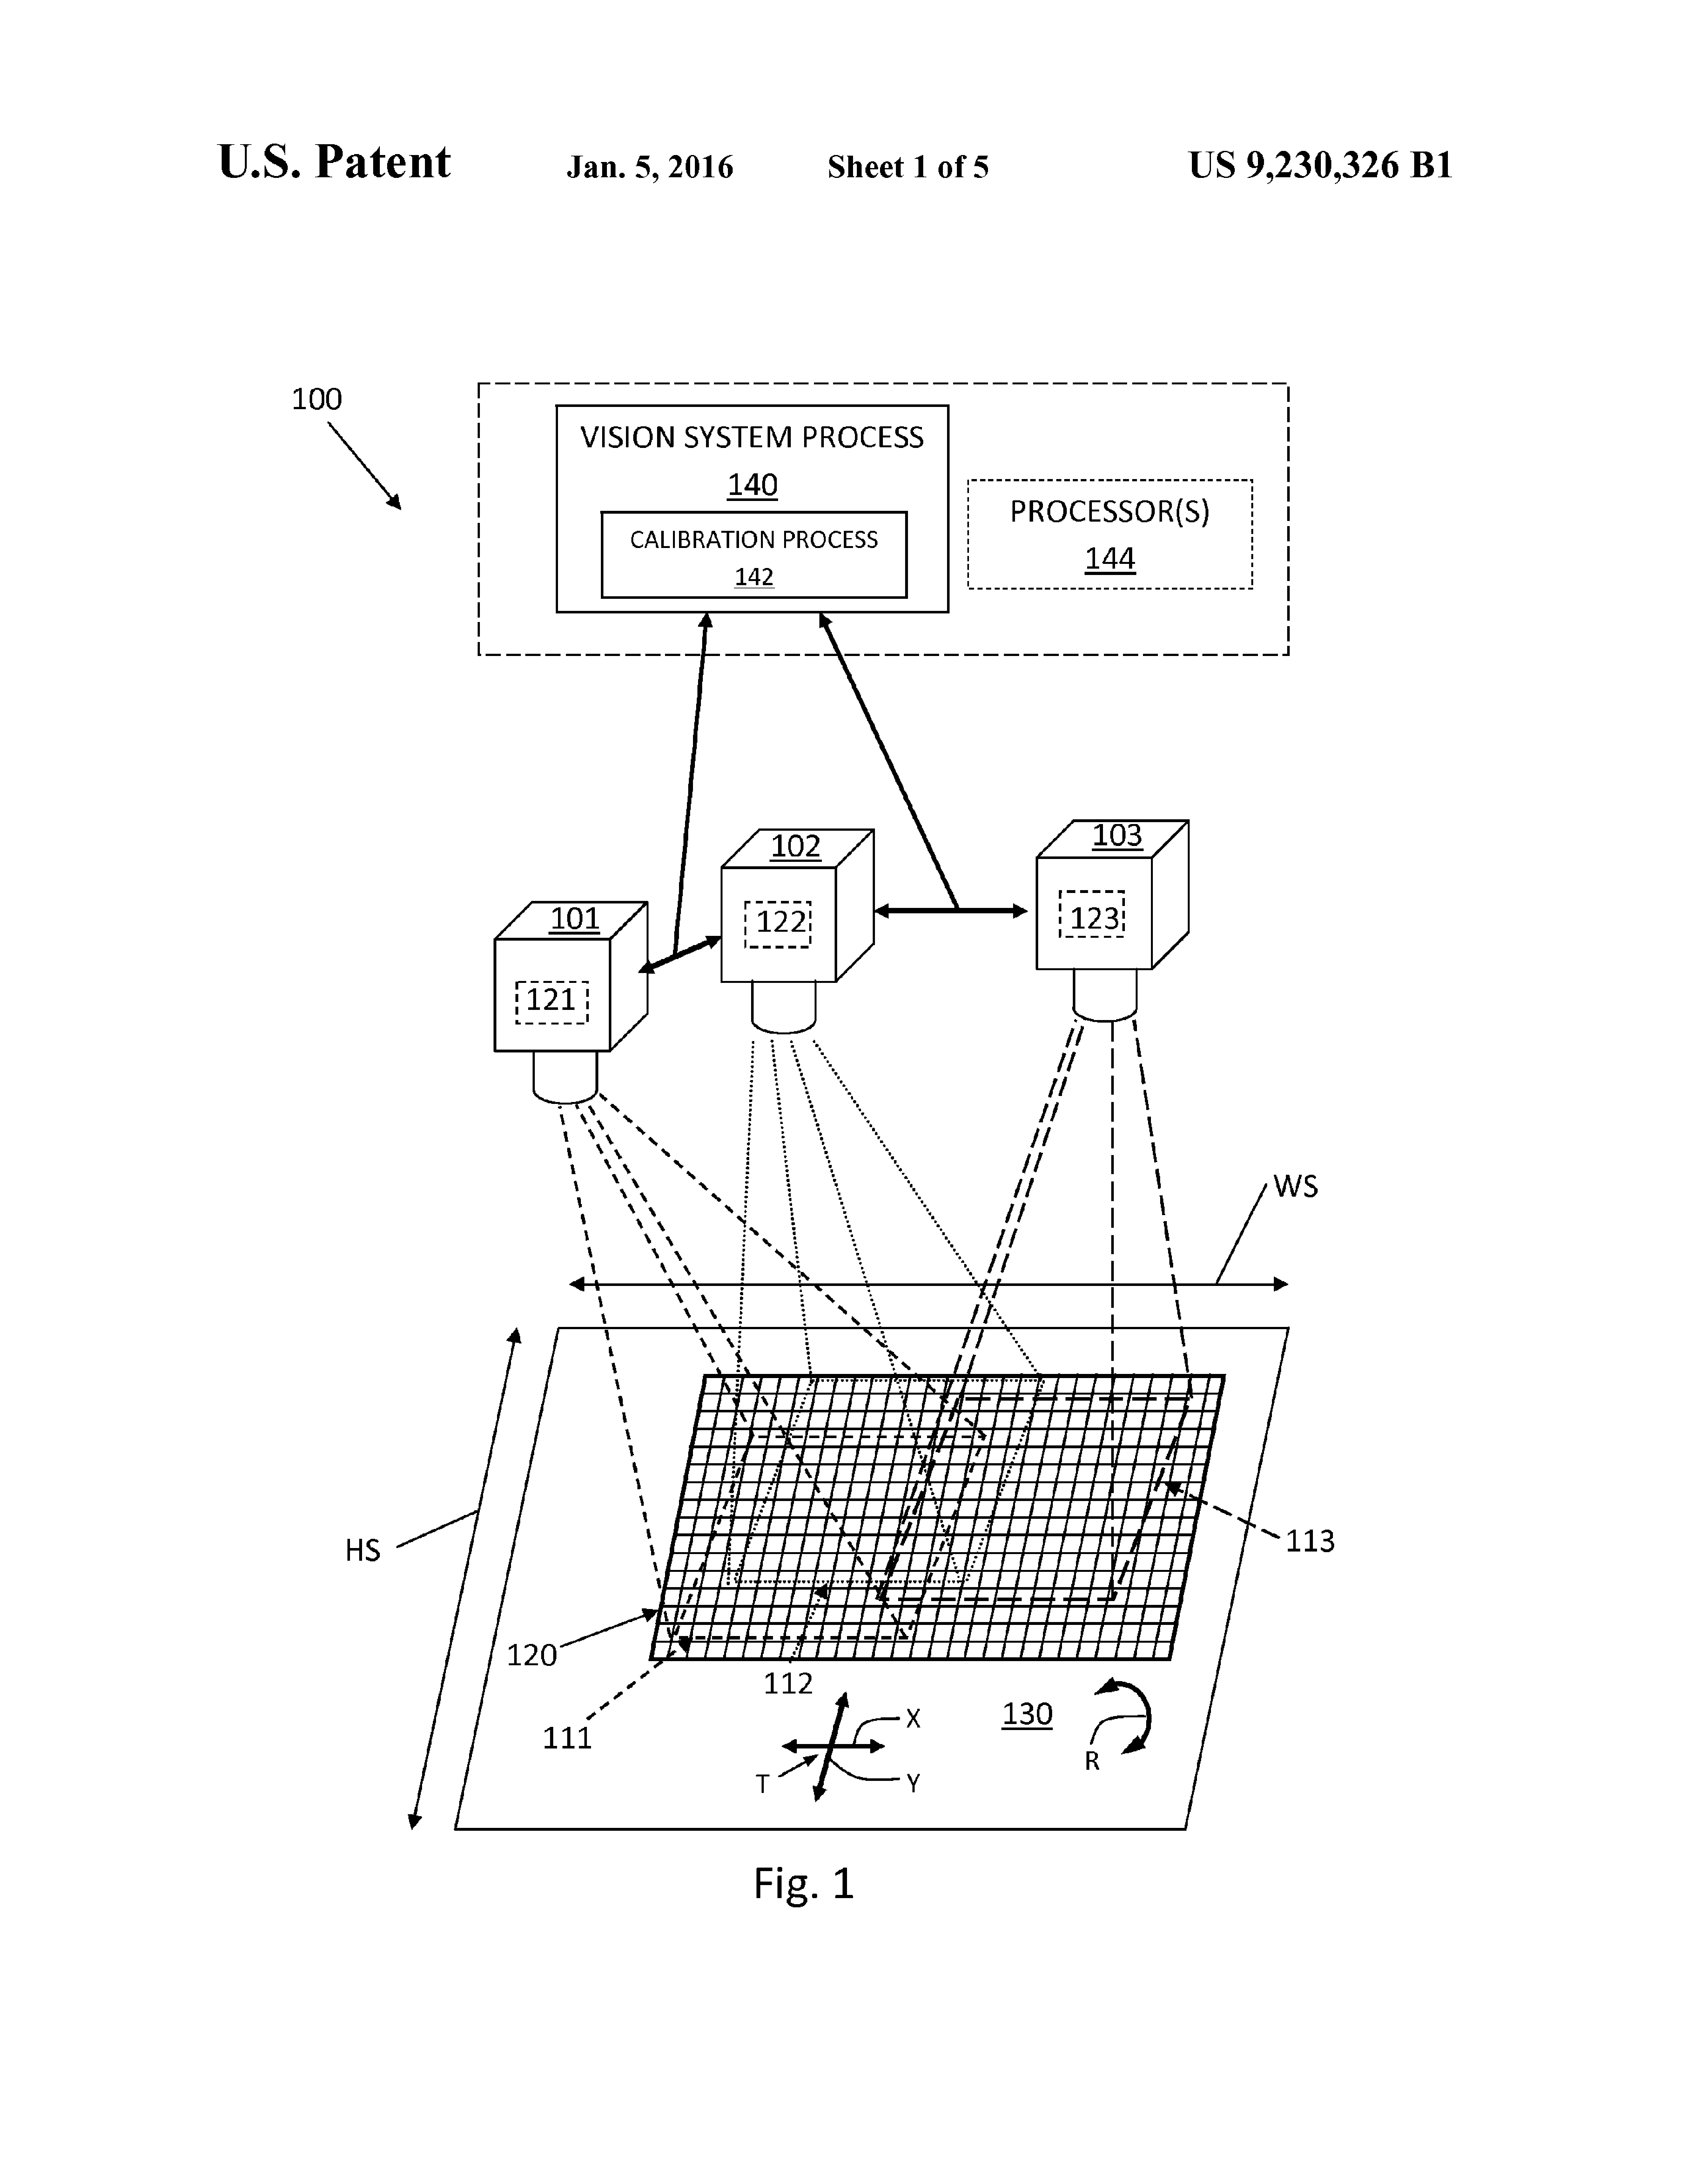 U.S. Patent Jan. 5, 2016 Sheet 1 of 5 US 9,230,326 B1
100
VISION SYSTEM PROCESS
140
CALIBRATION PROCESS
142
PROCESSOR(S)
144
101
121
102
122
103
123
WS
HS
113
120
111
112
130
X
Y
T
R
Fig. 1